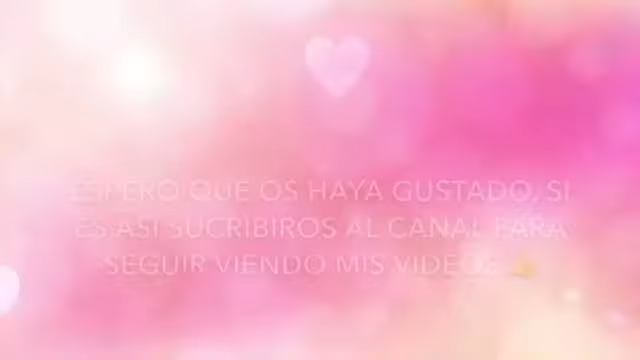 ESPERO QUE OS HAYA GUSTADO, SI
ES ASI SUCRIBIROS AL CANAL PARA
SEGUIR VIENDO MIS VIDEOS